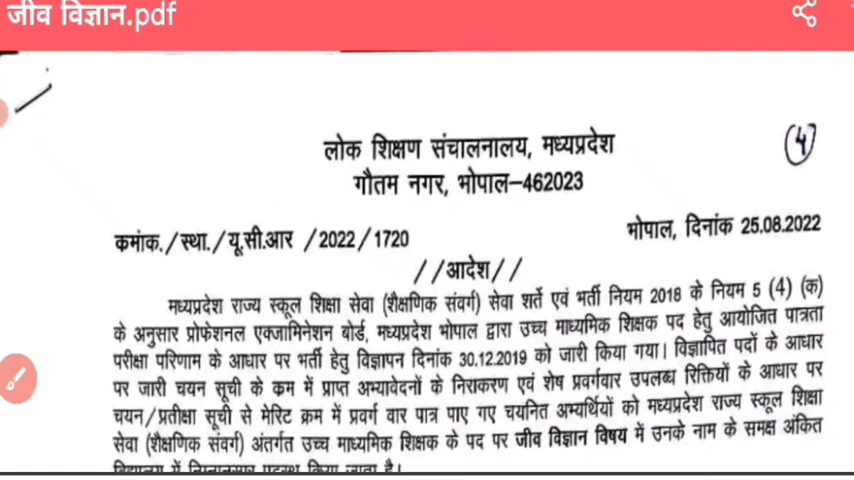 जीव विज्ञान.pdf
4
लोक शिक्षण संचालनालय, मध्यप्रदेश
गौतम नगर, भोपाल–462023
कमांक./स्था./यू.सी.आर /2022/1720
भोपाल, दिनांक 25.08.2022
//आदेश//
मध्यप्रदेश राज्य स्कूल शिक्षा सेवा (शैक्षणिक संवर्ग) सेवा शर्ते एवं भर्ती नियम 2018 के नियम 5 (4) (क)
के अनुसार प्रोफेशनल एक्जामिनेशन बोर्ड, मध्यप्रदेश भोपाल द्वारा उच्च माध्यमिक शिक्षक पद हेतु आयोजित पात्रता
परीक्षा परिणाम के आधार पर भर्ती हेतु विज्ञापन दिनांक 30.12.2019 को जारी किया गया। विज्ञापित पदों के आधार
पर जारी चयन सूची के कम में प्राप्त अभ्यावेदनों के निराकरण एवं शेष प्रवर्गवार उपलब्ध रिक्तियों के आधार पर
चयन/प्रतीक्षा सूची से मेरिट क्रम में प्रवर्ग वार पात्र पाए गए चयनित अभ्यर्थियों को मध्यप्रदेश राज्य स्कूल शिक्षा
सेवा (शैक्षणिक संवर्ग) अंतर्गत उच्च माध्यमिक शिक्षक के पद पर जीव विज्ञान विषय में उनके नाम के समक्ष अंकित
विद्यालय में निम्नानुसार पदस्थ किया जाता है।